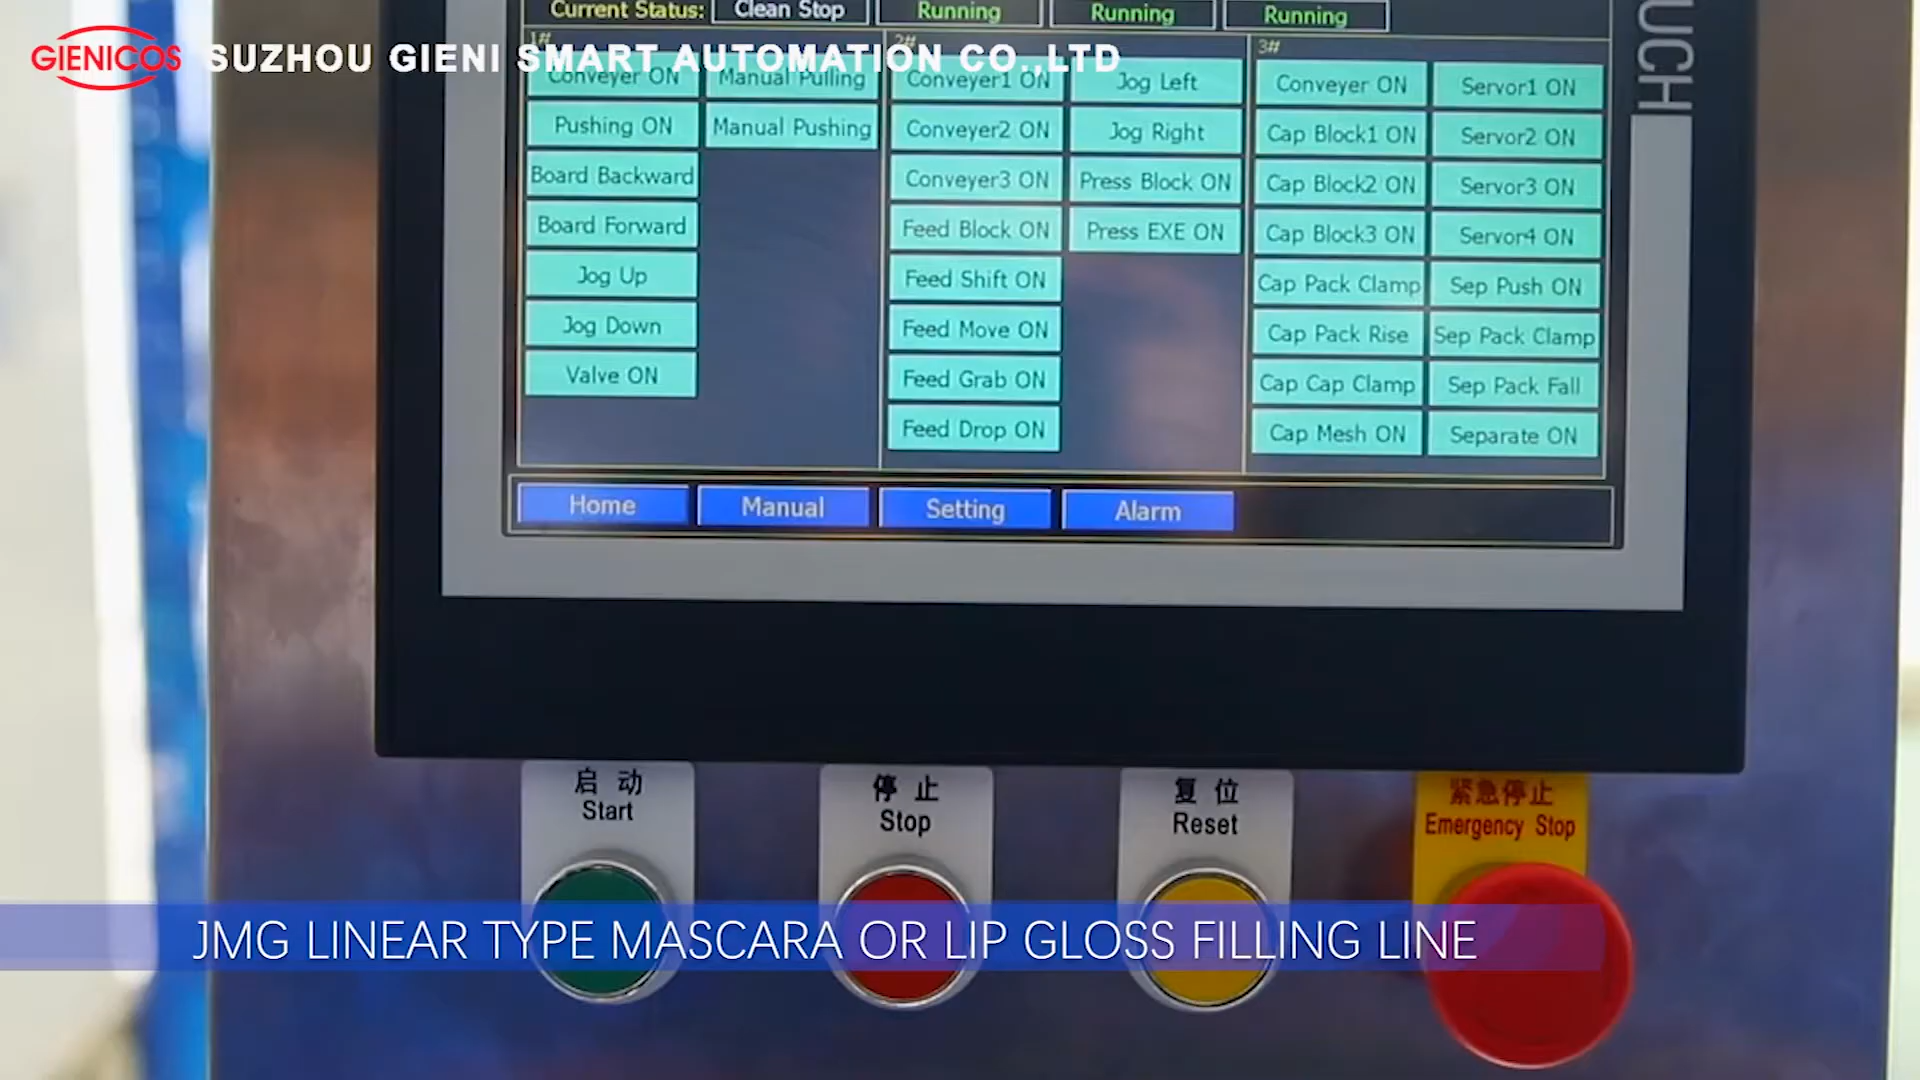 Current Status: Clean Stop Running Running Running
GIENICOS SUZHOU GIENI SMART AUTOMATION CO.,LTD
1# 2# 3#
Conveyer ON Manual Pulling Conveyer1 ON Jog Left Conveyer ON Servor1 ON
Pushing ON Manual Pushing Conveyer2 ON Jog Right Cap Block1 ON Servor2 ON
Board Backward Conveyer3 ON Press Block ON Cap Block2 ON Servor3 ON
Board Forward Feed Block ON Press EXE ON Cap Block3 ON Servor4 ON
Jog Up Feed Shift ON Cap Pack Clamp Sep Push ON
Jog Down Feed Move ON Cap Pack Rise Sep Pack Clamp
Valve ON Feed Grab ON Cap Cap Clamp Sep Pack Fall
Feed Drop ON Cap Mesh ON Separate ON
Home Manual Setting Alarm
UCHI
启动 停止 复位 紧急停止
Start Stop Reset Emergency Stop
JMG LINEAR TYPE MASCARA OR LIP GLOSS FILLING LINE